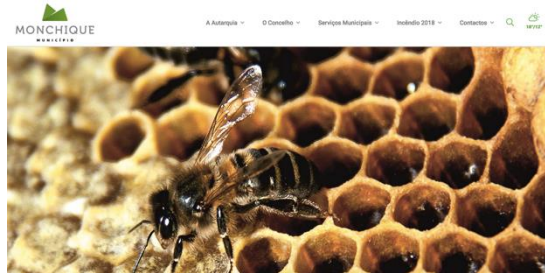 MONCHIQUE
MUNICÍPIO
A Autarquia
O Concelho
Serviços Municipais
Incêndio 2018
Contactos